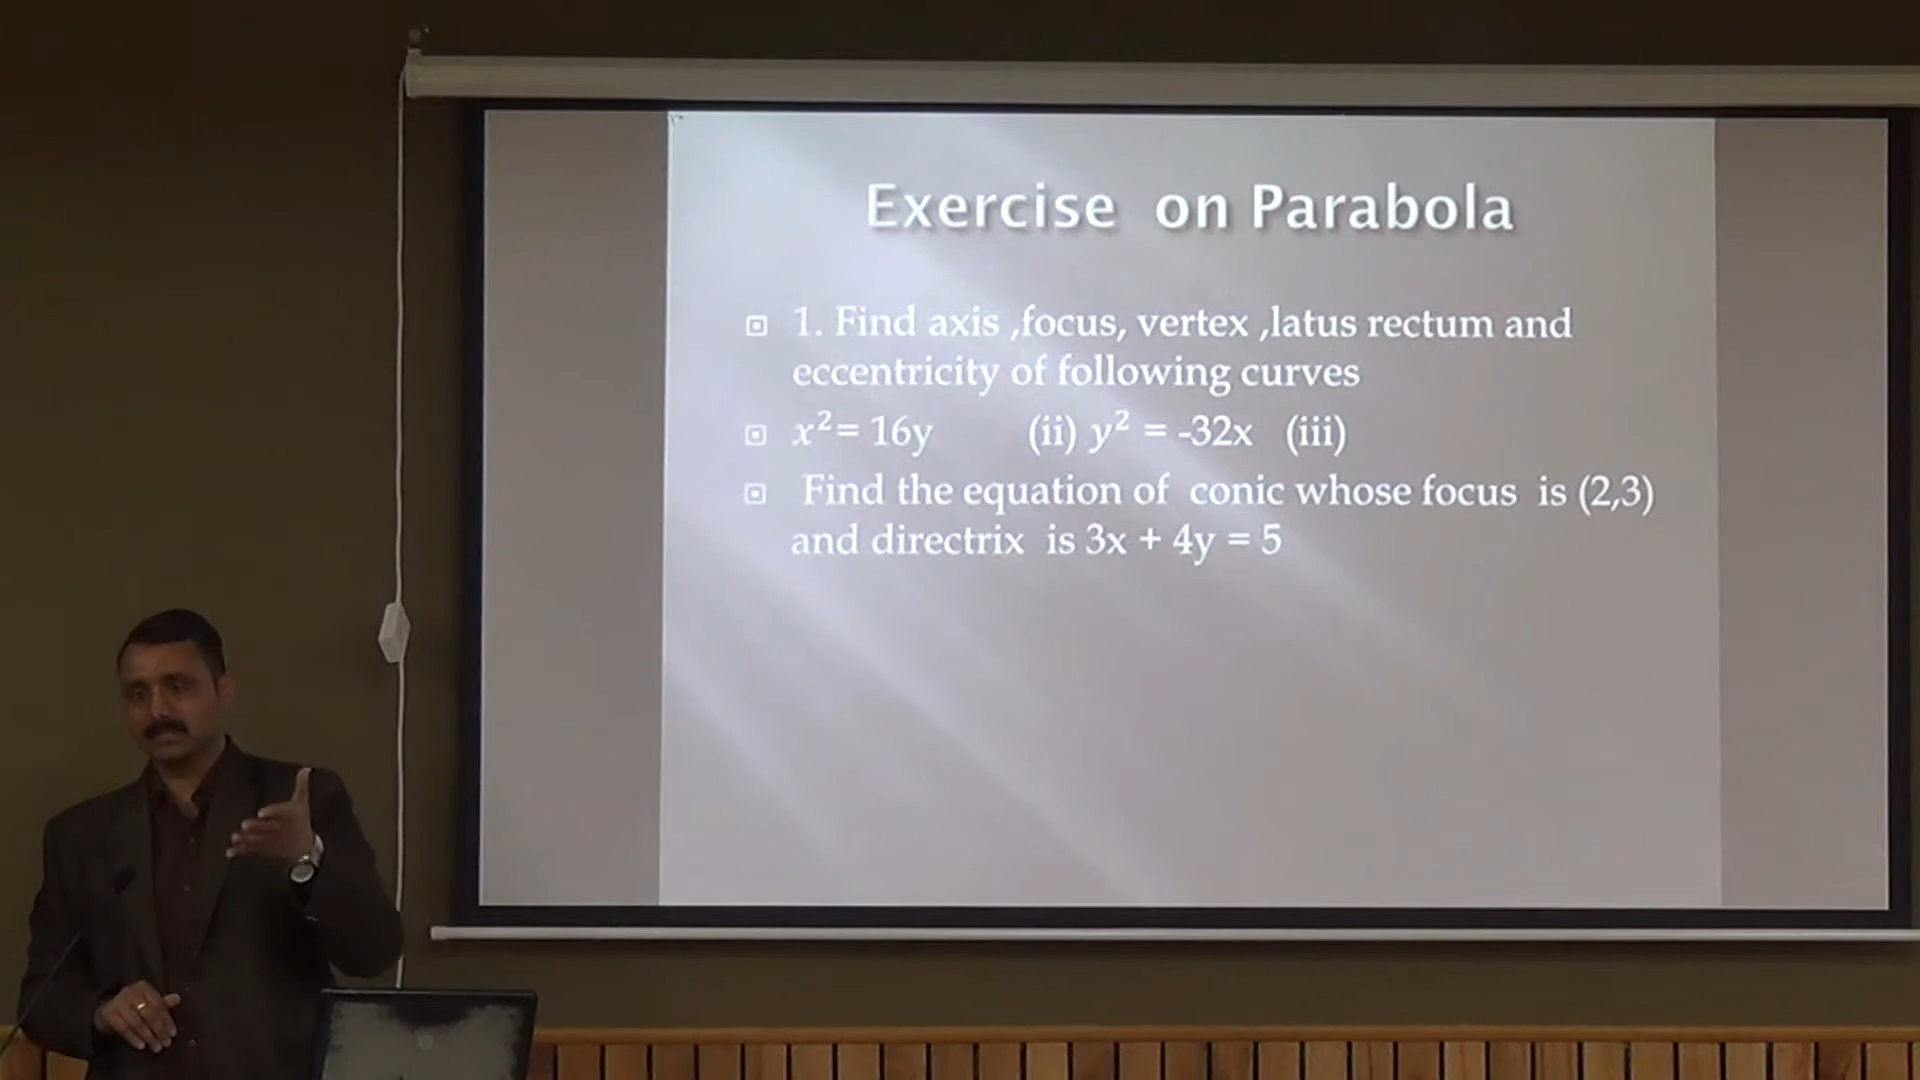 Exercise on Parabola
1. Find axis ,focus, vertex ,latus rectum and
eccentricity of following curves
x²= 16y (ii) y² = -32x (iii)
Find the equation of conic whose focus is (2,3)
and directrix is 3x + 4y = 5